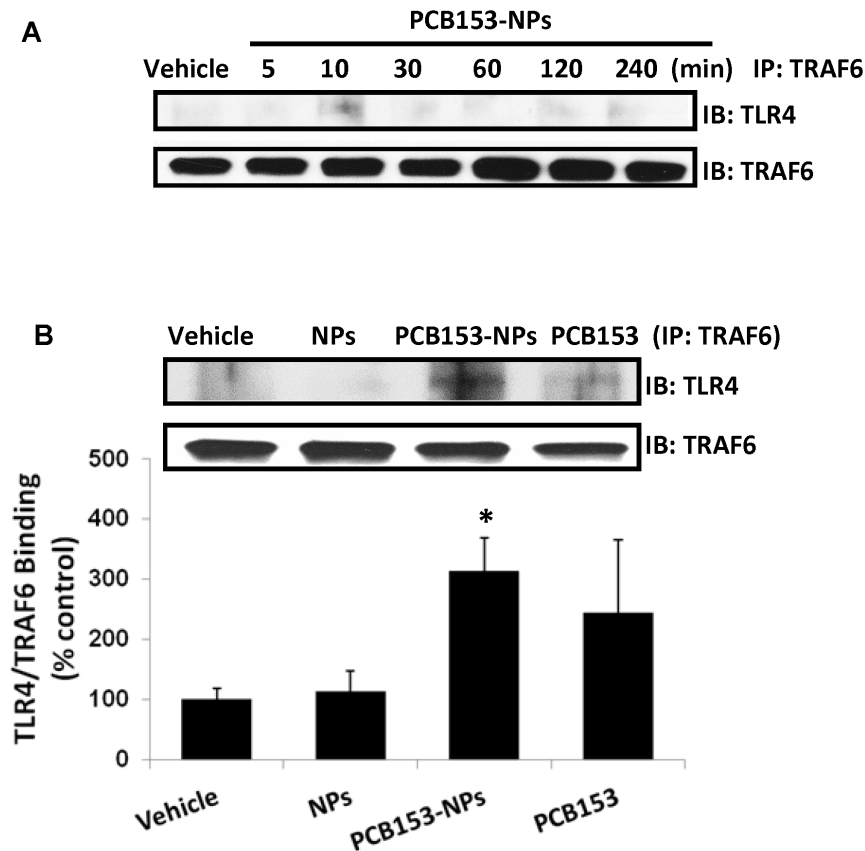 A
PCB153-NPs
Vehicle 5 10 30 60 120 240 (min) IP: TRAF6
IB: TLR4
IB: TRAF6
B
Vehicle NPs PCB153-NPs PCB153 (IP: TRAF6)
IB: TLR4
IB: TRAF6
TLR4/TRAF6 Binding
(% control)
500
400
*
300
200
100
0
Vehicle NPs PCB153-NPs PCB153